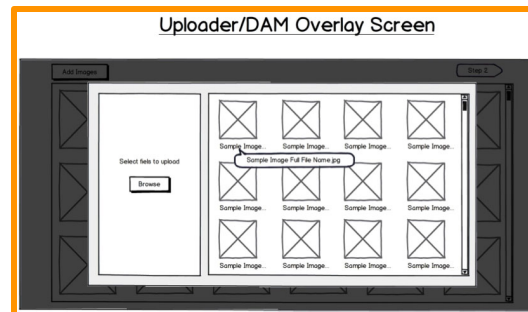 Uploader/DAM Overlay Screen
Add Images
Step 2
Select fiels to upload
Browse
Sample Image...
Sample Image...
Sample Image...
Sample Image...
Sample Image Full File Name.jpg
Sample Image...
Sample Image...
Sample Image...
Sample Image...
Sample Image...
Sample Image...
Sample Image...
Sample Image...